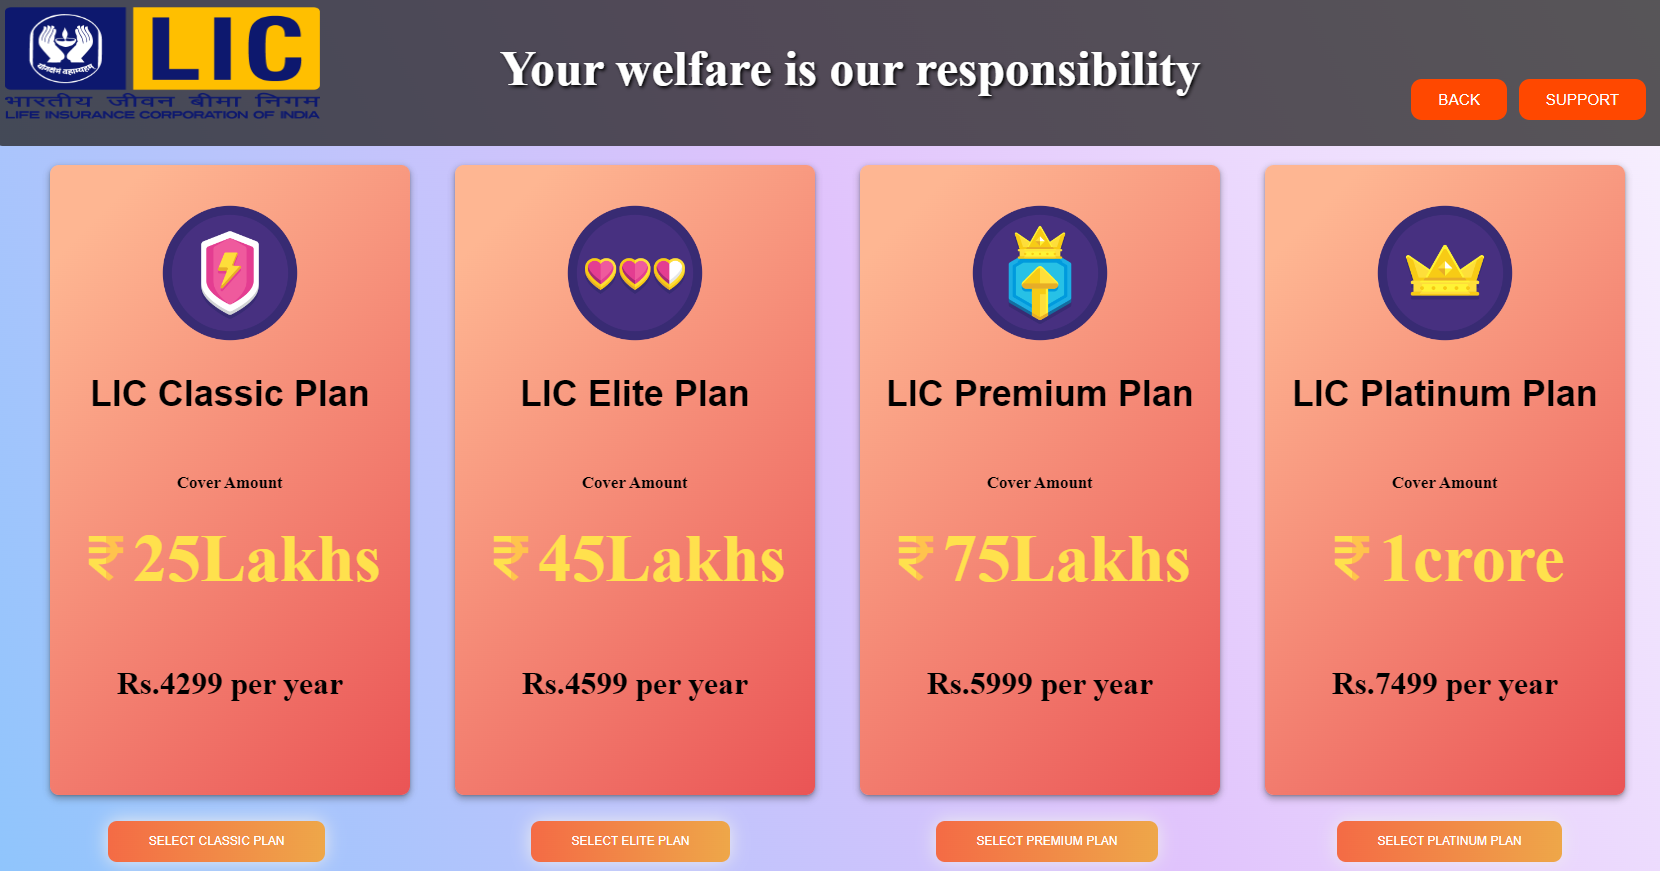 LIC
योगक्षेमं वहाम्यहम्
भारतीय जीवन बीमा निगम
LIFE INSURANCE CORPORATION OF INDIA
Your welfare is our responsibility
BACK
SUPPORT
LIC Classic Plan
Cover Amount
₹ 25Lakhs
Rs.4299 per year
SELECT CLASSIC PLAN
LIC Elite Plan
Cover Amount
₹ 45Lakhs
Rs.4599 per year
SELECT ELITE PLAN
LIC Premium Plan
Cover Amount
₹ 75Lakhs
Rs.5999 per year
SELECT PREMIUM PLAN
LIC Platinum Plan
Cover Amount
₹ 1crore
Rs.7499 per year
SELECT PLATINUM PLAN